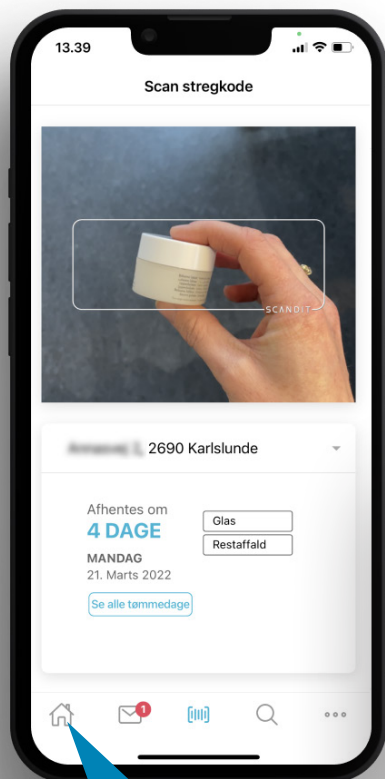 13.39
Scan stregkode
SCANDIT
2690 Karlslunde
Afhentes om
4 DAGE
MANDAG
21. Marts 2022
Se alle tømmedage
Glas
Restaffald
1